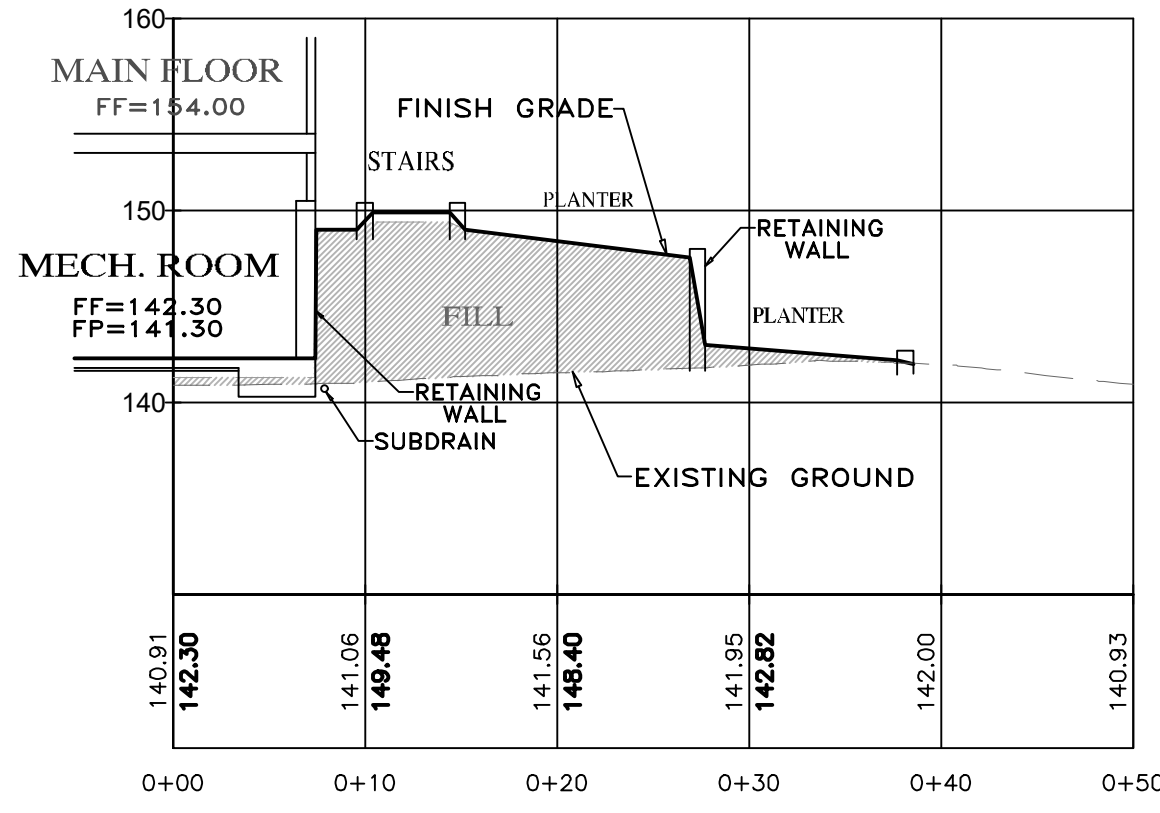 160
MAIN FLOOR
FF=154.00
FINISH GRADE
STAIRS
PLANTER
150
RETAINING
WALL
MECH. ROOM
FF=142.30
FP=141.30
FILL
PLANTER
140
RETAINING
WALL
SUBDRAIN
EXISTING GROUND
140.91
142.30
141.06
149.48
141.56
148.40
141.95
142.82
142.00
140.93
0+00
0+10
0+20
0+30
0+40
0+50